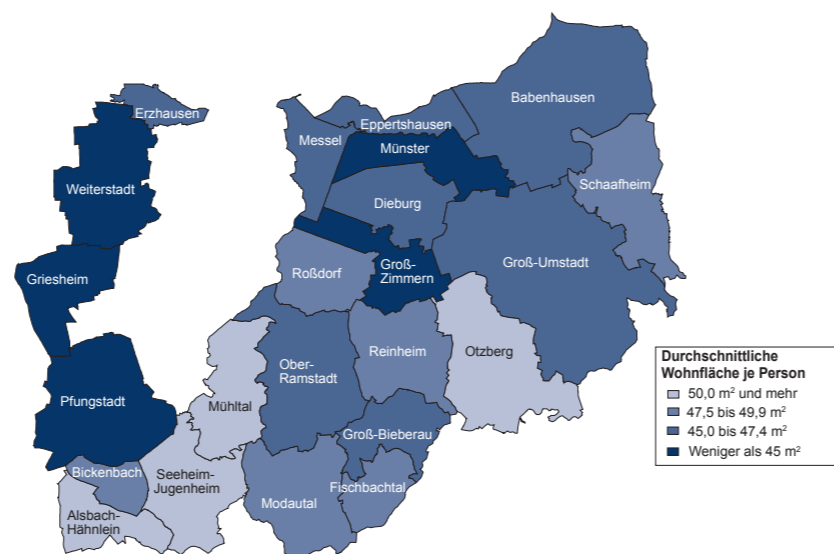 Babenhausen
Erzhausen
Eppertshausen
Messel
Münster
Weiterstadt
Schaafheim
Dieburg
Groß-Umstadt
Groß-
Zimmern
Roßdorf
Griesheim
Reinheim
Otzberg
Ober-
Ramstadt
Pfungstadt
Mühltal
Groß-Bieberau
Bickenbach
Seeheim-
Jugenheim
Fischbachtal
Modautal
Alsbach-
Hähnlein
Durchschnittliche
Wohnfläche je Person
50,0 m² und mehr
47,5 bis 49,9 m²
45,0 bis 47,4 m²
Weniger als 45 m²